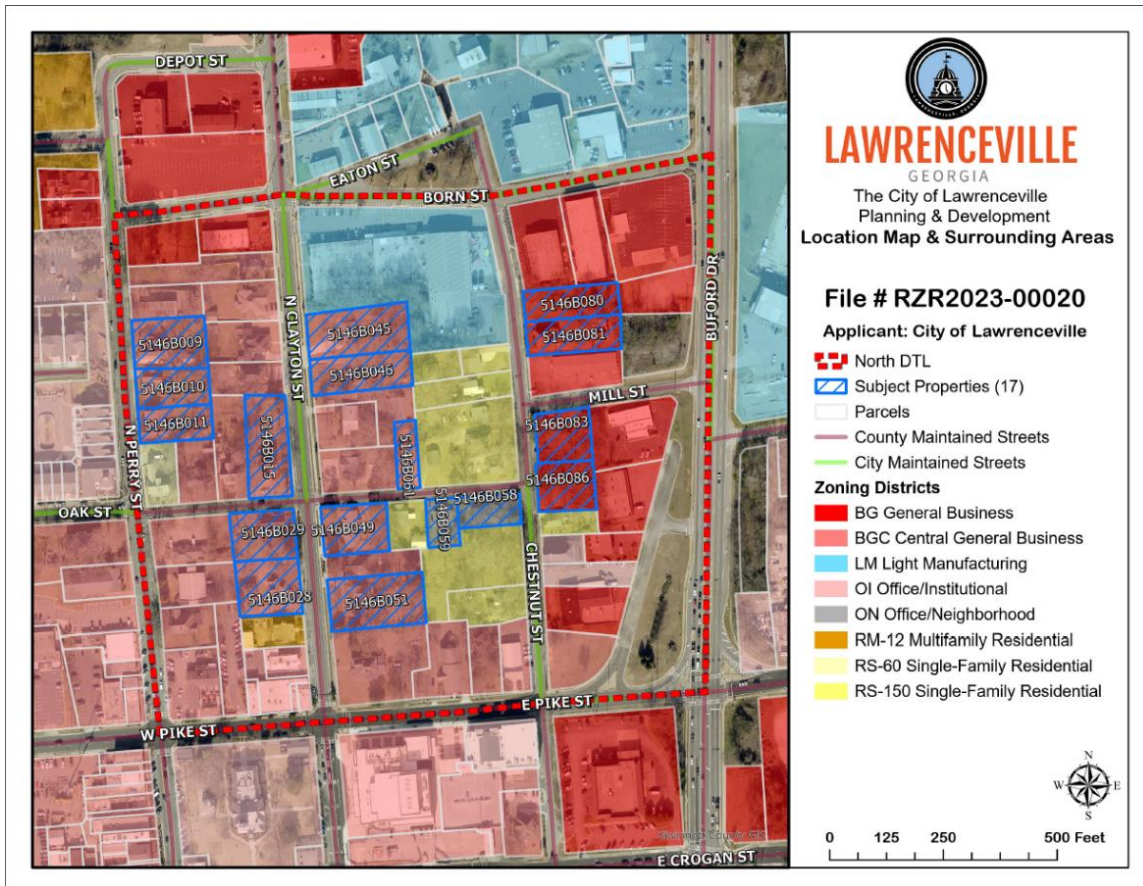 DEPOT ST
EATON ST
BORN ST
N CLAYTON ST
BUFORD DR
5146B080
5146B081
5146B045
5146B046
5146B009
5146B010
5146B011
5146B015
MILL ST
5146B083
5146B086
5146B061
5146B058
5146B059
N PERRY ST
OAK ST
5146B029
5146B049
5146B028
5146B051
CHESTNUT ST
E PIKE ST
W PIKE ST
E CROGAN ST
LAWRENCEVILLE
GEORGIA
The City of Lawrenceville
Planning & Development
Location Map & Surrounding Areas
File # RZR2023-00020
Applicant: City of Lawrenceville
North DTL
Subject Properties (17)
Parcels
County Maintained Streets
City Maintained Streets
Zoning Districts
BG General Business
BGC Central General Business
LM Light Manufacturing
OI Office/Institutional
ON Office/Neighborhood
RM-12 Multifamily Residential
RS-60 Single-Family Residential
RS-150 Single-Family Residential
N
W E
S
0 125 250 500 Feet